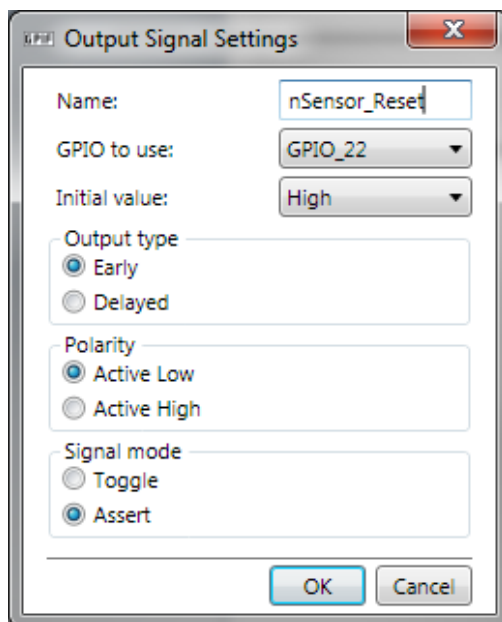 GPIF Output Signal Settings
Name: nSensor_Reset
GPIO to use: GPIO_22
Initial value: High
Output type
Early
Delayed
Polarity
Active Low
Active High
Signal mode
Toggle
Assert
OK Cancel